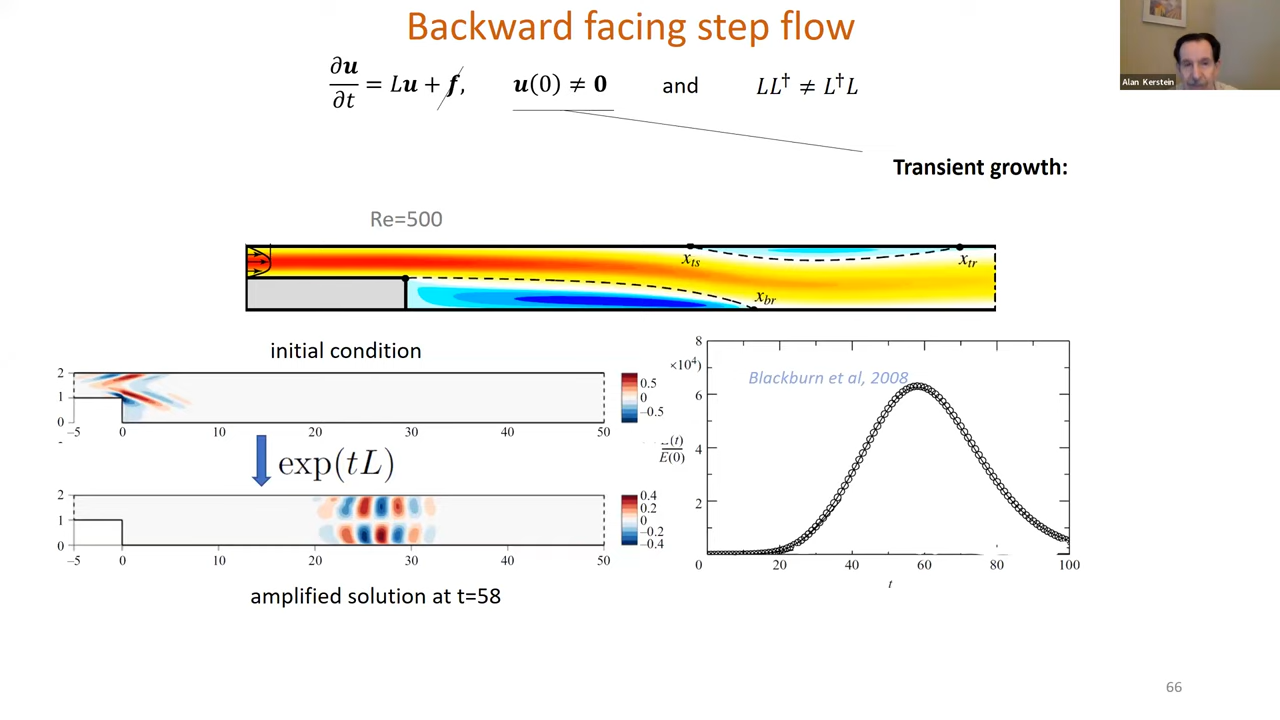 Backward facing step flow
∂𝒖/∂t = L𝒖 + 𝒇, 𝒖(0) ≠ 𝟎 and LL† ≠ L†L
Alan Kerstein
Transient growth:
Re=500
x_ts
x_tr
x_br
initial condition
2
1
0
-5 0 10 20 30 40 50
0.5
0
−0.5
exp(tL)
2
1
0
-5 0 10 20 30 40 50
0.4
0.2
0
−0.2
−0.4
amplified solution at t=58
8
×10⁴)
Blackburn et al, 2008
6
(t)
E(0)
4
2
0 20 40 60 80 100
t
66